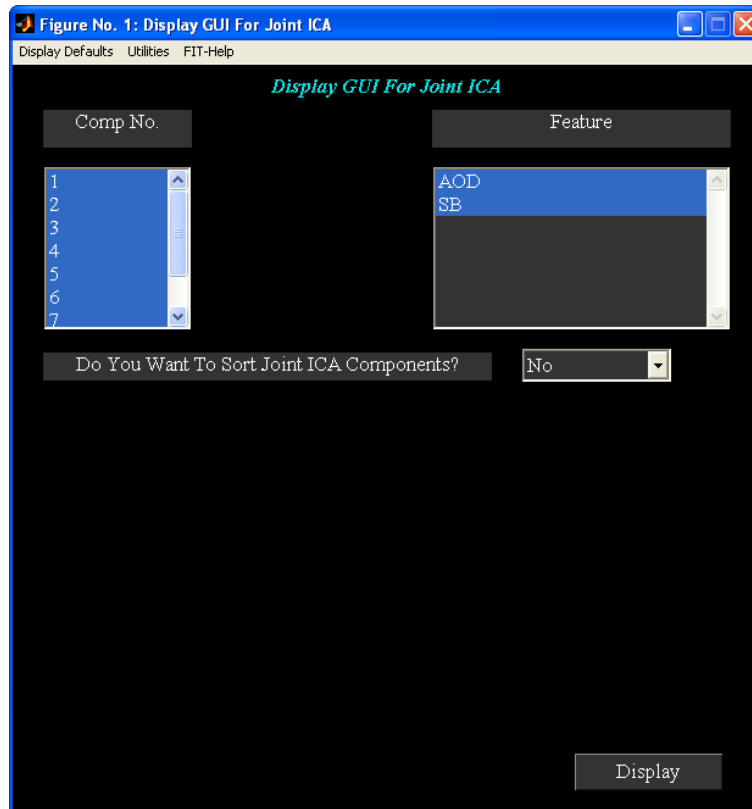 Figure No. 1: Display GUI For Joint ICA
Display Defaults Utilities FIT-Help
Display GUI For Joint ICA
Comp No.
Feature
1
2
3
4
5
6
7
AOD
SB
Do You Want To Sort Joint ICA Components?
No
Display